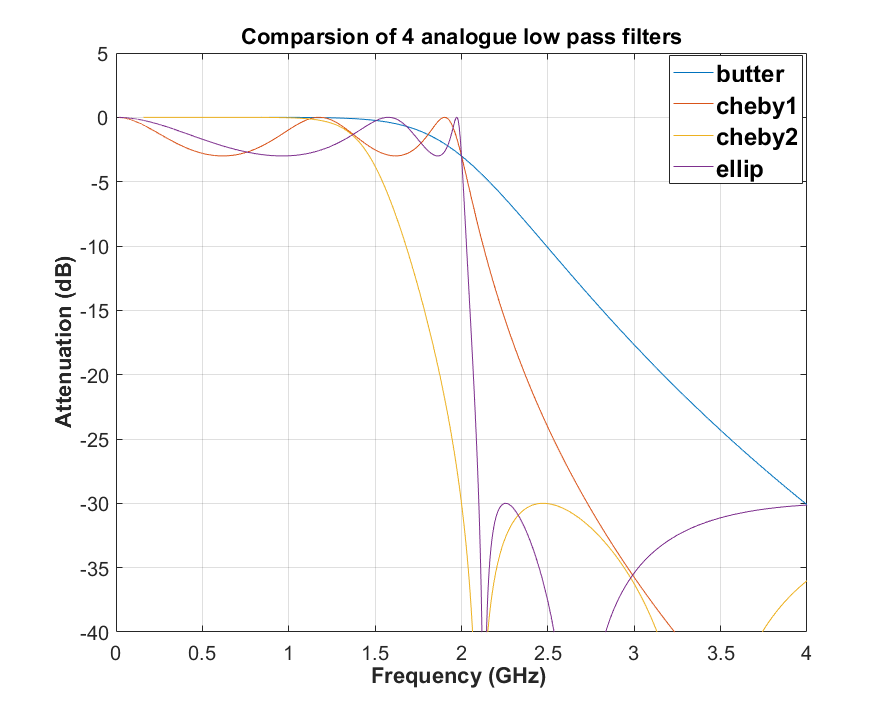 Comparsion of 4 analogue low pass filters
butter
cheby1
cheby2
ellip
5
0
-5
-10
-15
-20
-25
-30
-35
-40
Attenuation (dB)
0 0.5 1 1.5 2 2.5 3 3.5 4
Frequency (GHz)